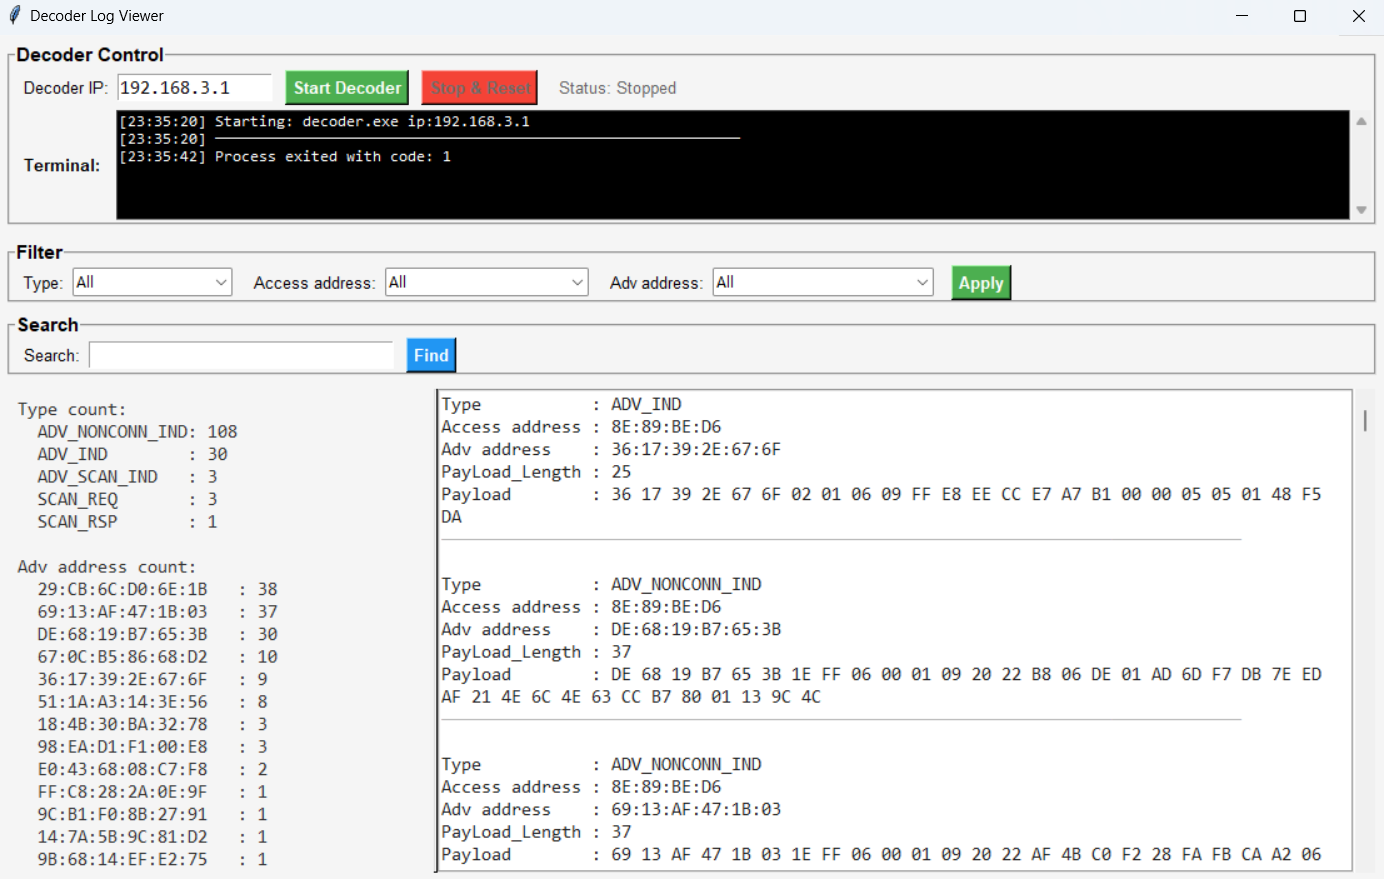 Decoder Log Viewer
Decoder Control
Decoder IP: 192.168.3.1 Start Decoder Stop & Reset Status: Stopped
Terminal:
[23:35:20] Starting: decoder.exe ip:192.168.3.1
[23:35:20] ────────────────────
[23:35:42] Process exited with code: 1
Filter
Type: All Access address: All Adv address: All Apply
Search
Search: Find
Type count:
ADV_NONCONN_IND: 108
ADV_IND : 30
ADV_SCAN_IND : 3
SCAN_REQ : 3
SCAN_RSP : 1
Adv address count:
29:CB:6C:D0:6E:1B : 38
69:13:AF:47:1B:03 : 37
DE:68:19:B7:65:3B : 30
67:0C:B5:86:68:D2 : 10
36:17:39:2E:67:6F : 9
51:1A:A3:14:3E:56 : 8
18:4B:30:BA:32:78 : 3
98:EA:D1:F1:00:E8 : 3
E0:43:68:08:C7:F8 : 2
FF:C8:28:2A:0E:9F : 1
9C:B1:F0:8B:27:91 : 1
14:7A:5B:9C:81:D2 : 1
9B:68:14:EF:E2:75 : 1
Type : ADV_IND
Access address : 8E:89:BE:D6
Adv address : 36:17:39:2E:67:6F
PayLoad_Length : 25
Payload : 36 17 39 2E 67 6F 02 01 06 09 FF E8 EE CC E7 A7 B1 00 00 05 05 01 48 F5
DA
Type : ADV_NONCONN_IND
Access address : 8E:89:BE:D6
Adv address : DE:68:19:B7:65:3B
PayLoad_Length : 37
Payload : DE 68 19 B7 65 3B 1E FF 06 00 01 09 20 22 B8 06 DE 01 AD 6D F7 DB 7E ED
AF 21 4E 6C 4E 63 CC B7 80 01 13 9C 4C
Type : ADV_NONCONN_IND
Access address : 8E:89:BE:D6
Adv address : 69:13:AF:47:1B:03
PayLoad_Length : 37
Payload : 69 13 AF 47 1B 03 1E FF 06 00 01 09 20 22 AF 4B C0 F2 28 FA FB CA A2 06